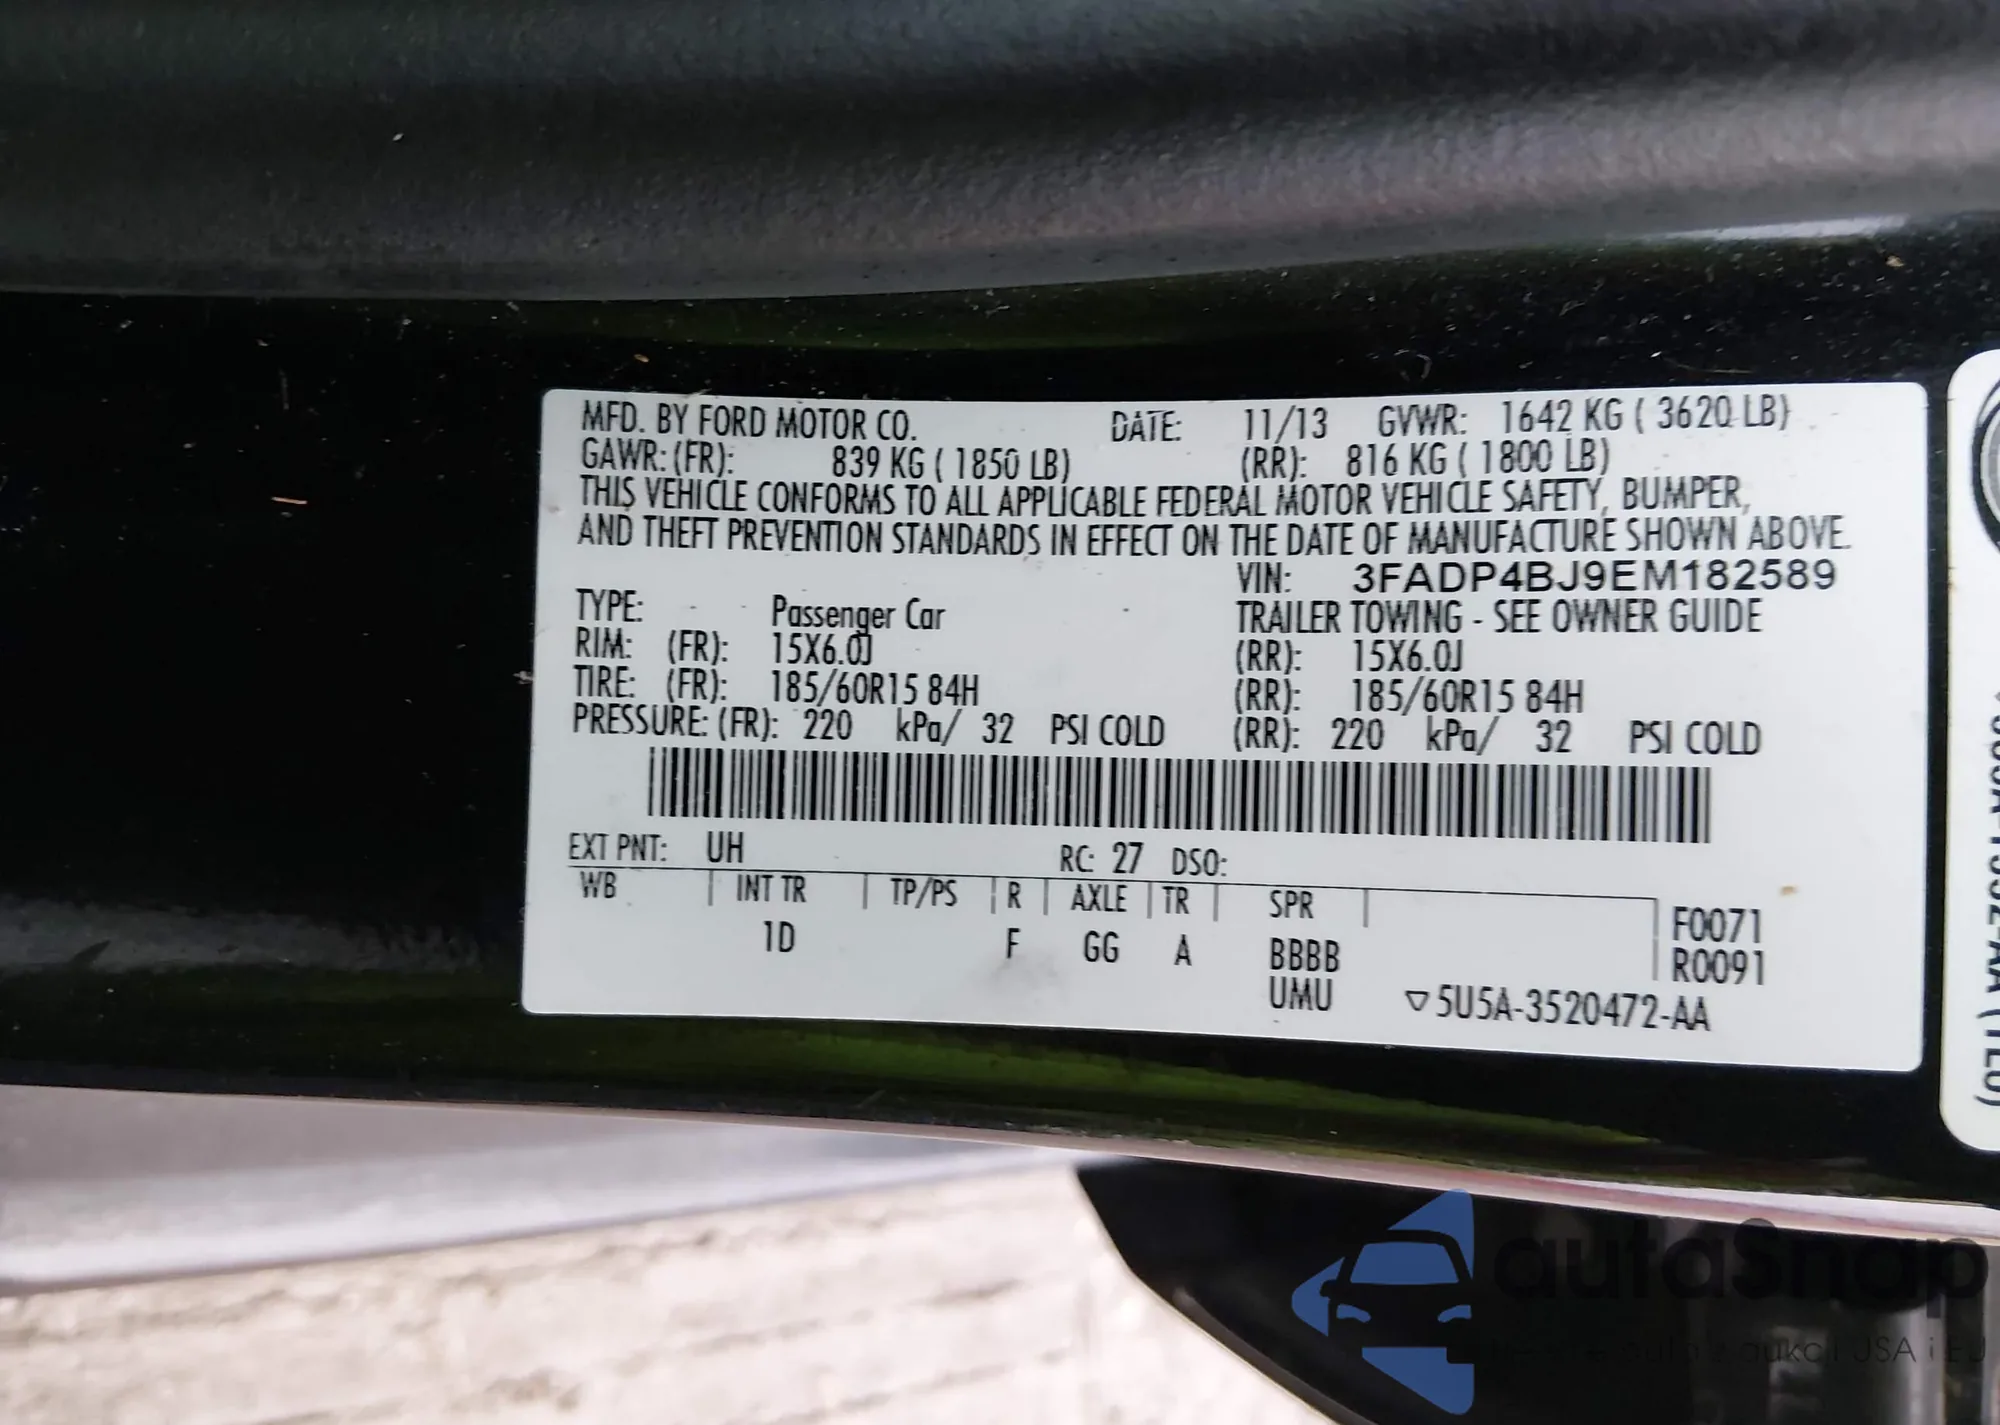 MFD. BY FORD MOTOR CO. DATE: 11/13 GVWR: 1642 KG ( 3620 LB)
GAWR: (FR): 839 KG ( 1850 LB) (RR): 816 KG ( 1800 LB)
THIS VEHICLE CONFORMS TO ALL APPLICABLE FEDERAL MOTOR VEHICLE SAFETY, BUMPER,
AND THEFT PREVENTION STANDARDS IN EFFECT ON THE DATE OF MANUFACTURE SHOWN ABOVE.
VIN: 3FADP4BJ9EM182589
TYPE: Passenger Car TRAILER TOWING - SEE OWNER GUIDE
RIM: (FR): 15X6.0J (RR): 15X6.0J
TIRE: (FR): 185/60R15 84H (RR): 185/60R15 84H
PRESSURE: (FR): 220 kPa/ 32 PSI COLD (RR): 220 kPa/ 32 PSI COLD
EXT PNT: UH RC: 27 DSO:
WB INT TR TP/PS R AXLE TR SPR F0071
1D F GG A BBBB R0091
UMU ▽5U5A-3520472-AA
autoSnap